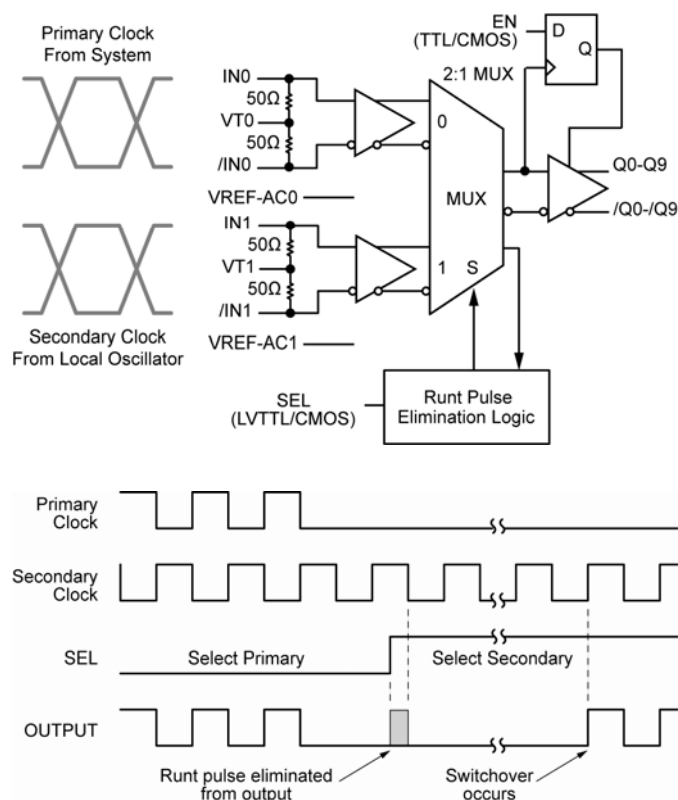 Primary Clock
From System
EN
(TTL/CMOS)
D
Q
2:1 MUX
IN0
50Ω
VT0
50Ω
/IN0
0
VREF-AC0
MUX
Q0-Q9
/Q0-/Q9
IN1
50Ω
VT1
50Ω
/IN1
1
S
Secondary Clock
From Local Oscillator
VREF-AC1
SEL
(LVTTL/CMOS)
Runt Pulse
Elimination Logic
Primary
Clock
Secondary
Clock
SEL
Select Primary
Select Secondary
OUTPUT
Runt pulse eliminated
from output
Switchover
occurs